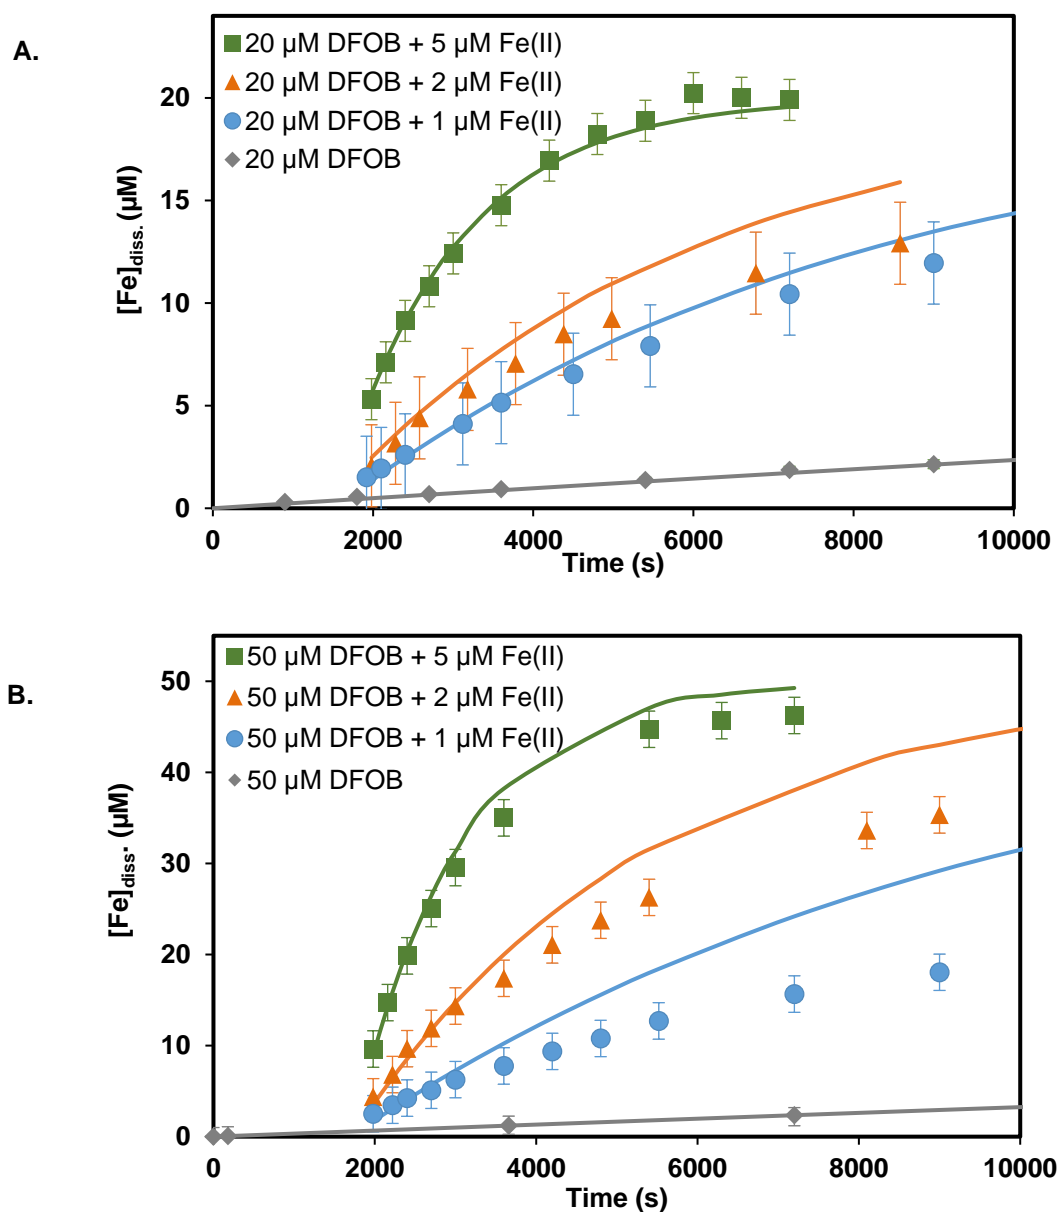 A.
20 µM DFOB + 5 µM Fe(II)
20 µM DFOB + 2 µM Fe(II)
20 µM DFOB + 1 µM Fe(II)
20 µM DFOB
[Fe]diss. (µM)
20
15
10
5
0
0 2000 4000 6000 8000 10000
Time (s)
B.
50 µM DFOB + 5 µM Fe(II)
50 µM DFOB + 2 µM Fe(II)
50 µM DFOB + 1 µM Fe(II)
50 µM DFOB
[Fe]diss. (µM)
50
40
30
20
10
0
0 2000 4000 6000 8000 10000
Time (s)